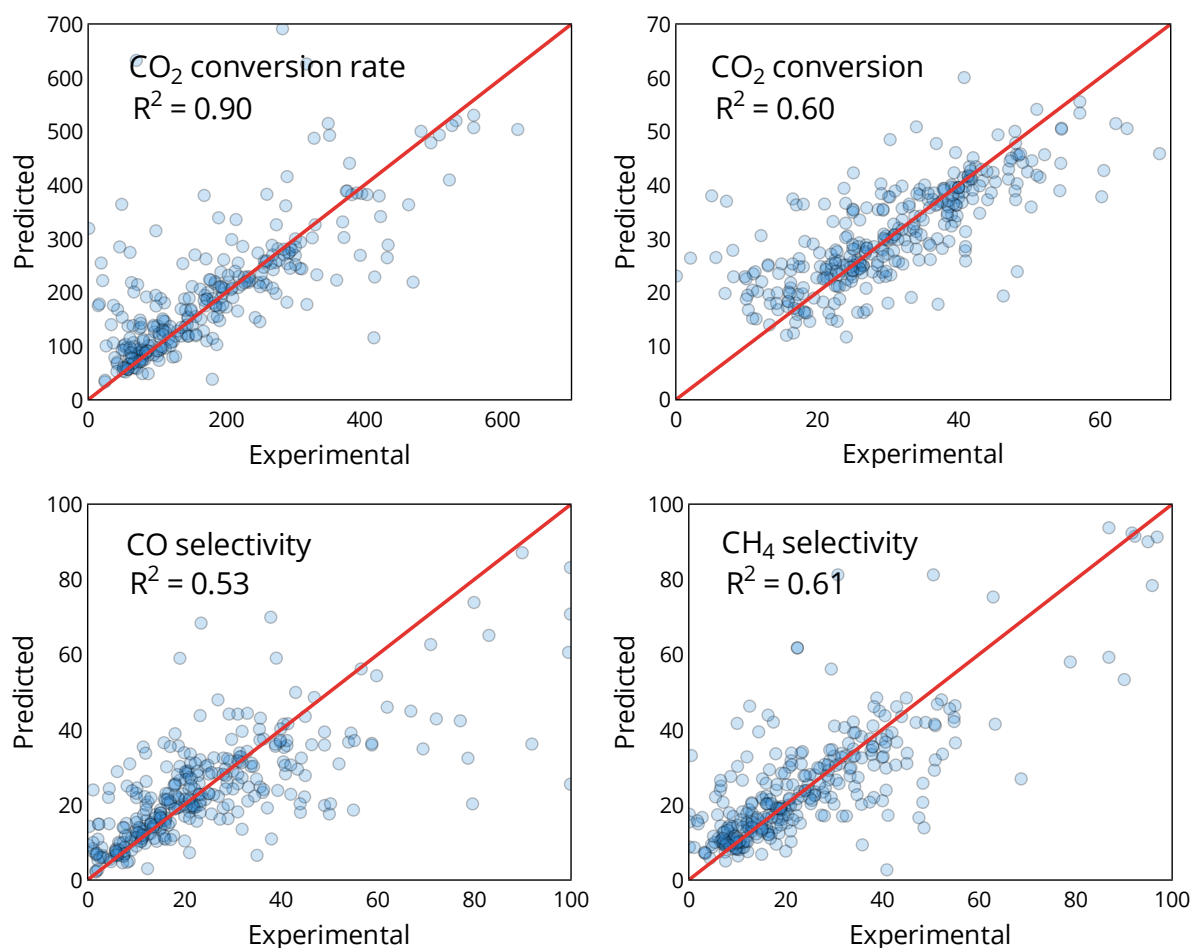 700
600
500
400
300
200
100
0
CO₂ conversion rate
R² = 0.90
Predicted
0 200 400 600
Experimental
70
60
50
40
30
20
10
0
CO₂ conversion
R² = 0.60
Predicted
0 20 40 60
Experimental
100
80
60
40
20
0
CO selectivity
R² = 0.53
Predicted
0 20 40 60 80 100
Experimental
100
80
60
40
20
0
CH₄ selectivity
R² = 0.61
Predicted
0 20 40 60 80 100
Experimental